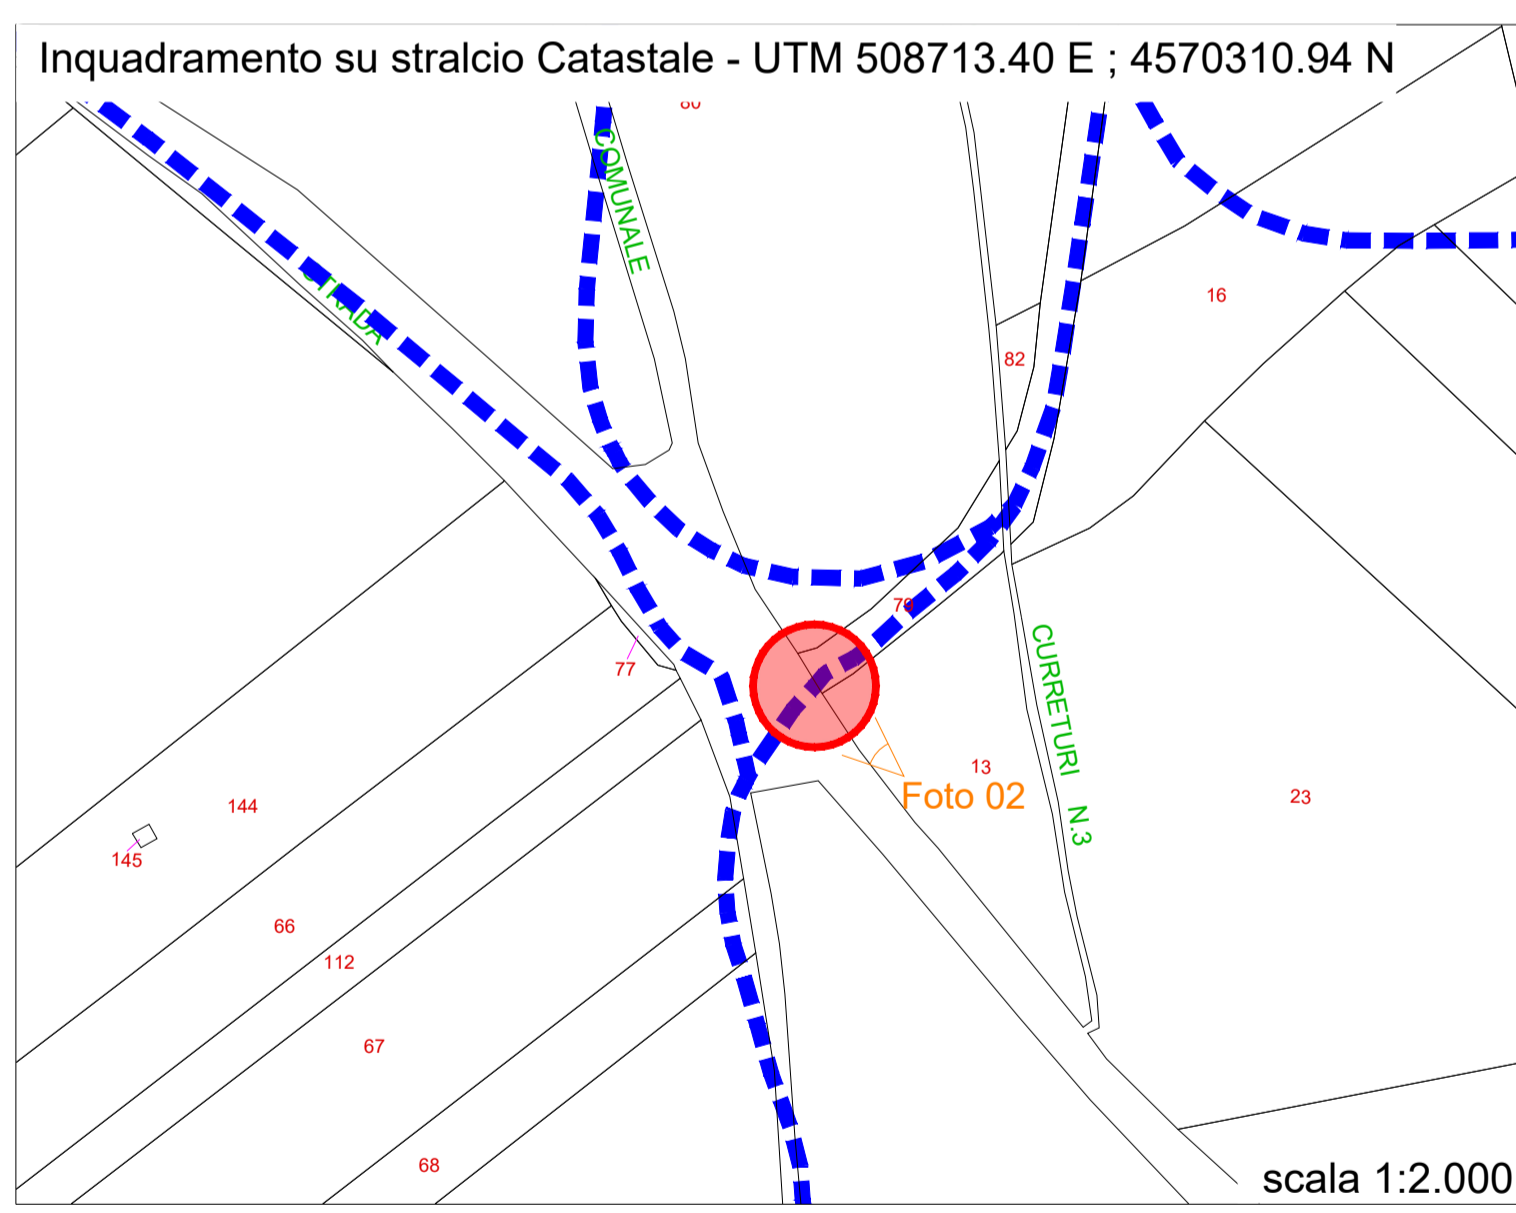 Inquadramento su stralcio Catastale - UTM 508713.40 E ; 4570310.94 N
COMUNALE
STRADA
16
82
79
77
CURRETURI N.3
13
Foto 02
23
144
145
66
112
67
68
scala 1:2.000